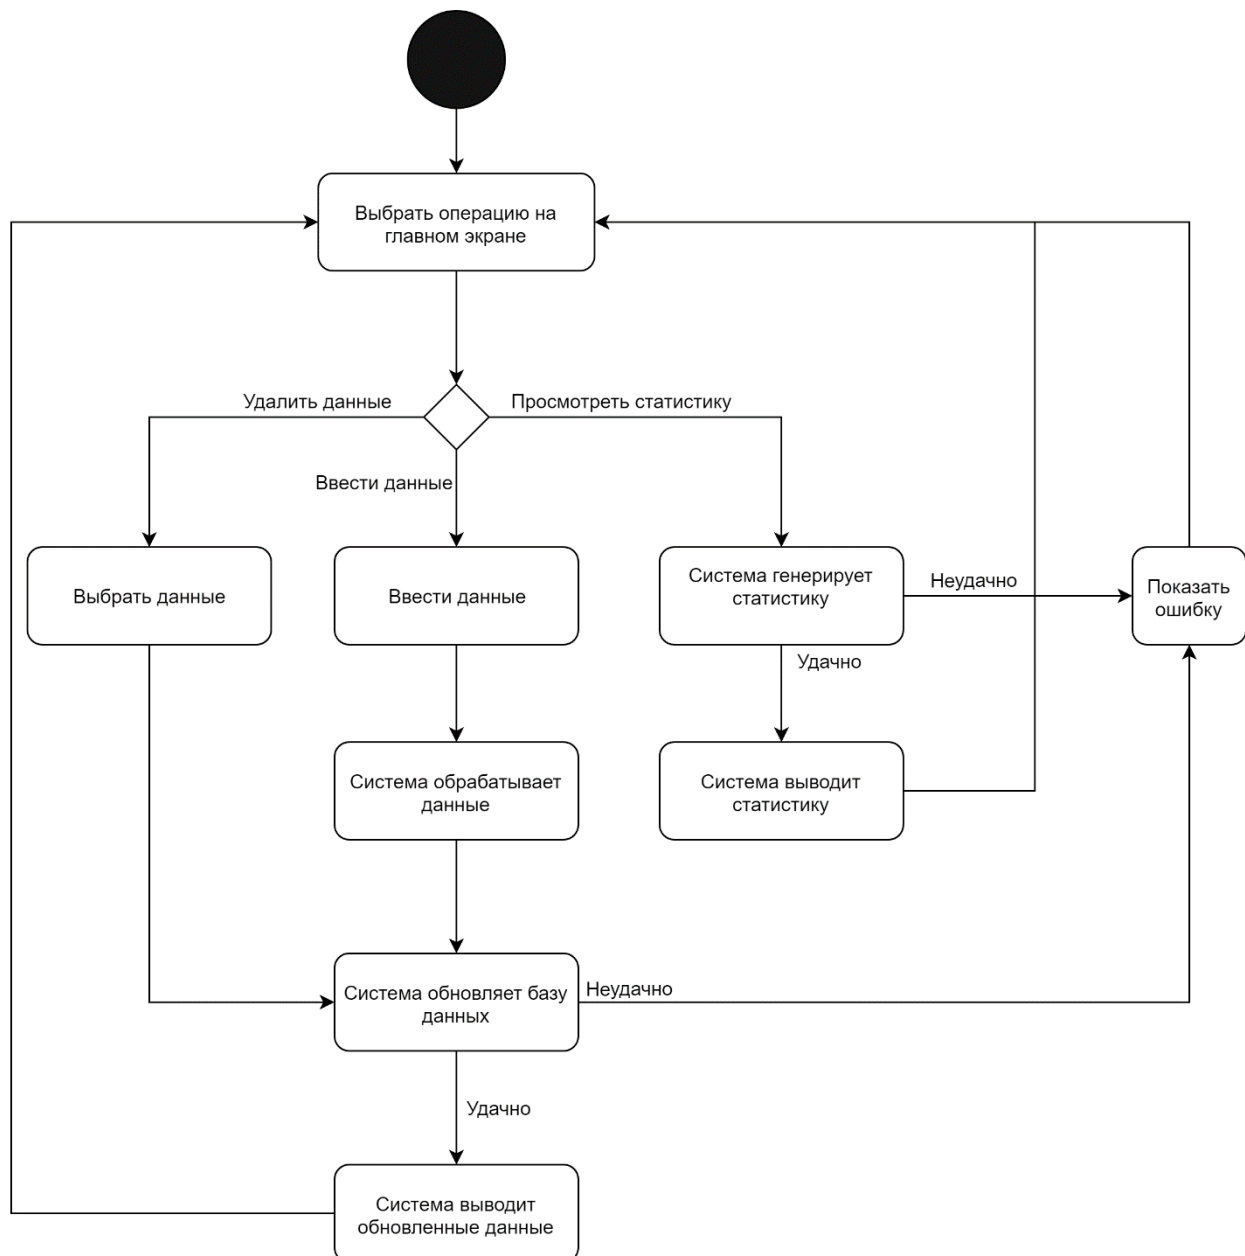 Выбрать операцию на
главном экране
Удалить данные
Просмотреть статистику
Ввести данные
Выбрать данные
Ввести данные
Система генерирует
статистику
Неудачно
Показать
ошибку
Удачно
Система обрабатывает
данные
Система выводит
статистику
Система обновляет базу
данных
Неудачно
Удачно
Система выводит
обновленные данные